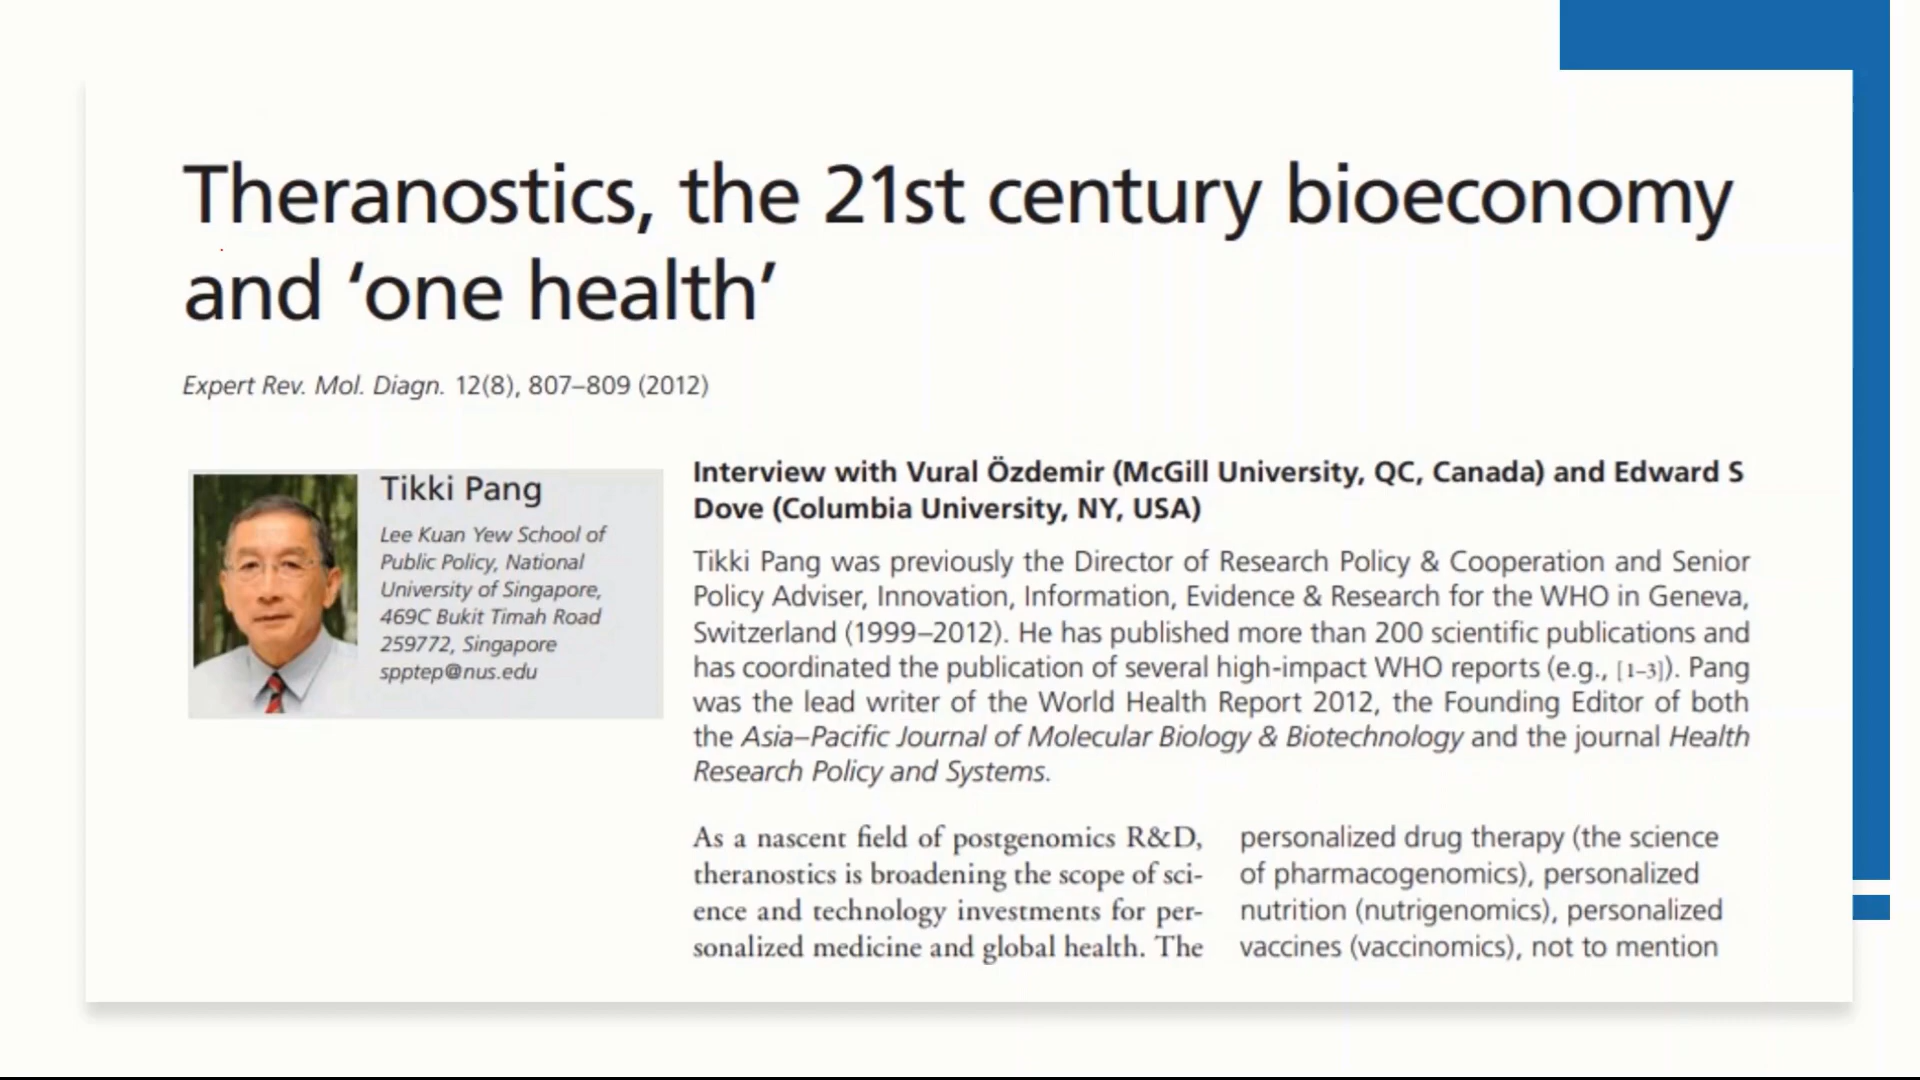 Theranostics, the 21st century bioeconomy
and ‘one health’
Expert Rev. Mol. Diagn. 12(8), 807–809 (2012)
Tikki Pang
Lee Kuan Yew School of
Public Policy, National
University of Singapore,
469C Bukit Timah Road
259772, Singapore
spptep@nus.edu
Interview with Vural Özdemir (McGill University, QC, Canada) and Edward S
Dove (Columbia University, NY, USA)
Tikki Pang was previously the Director of Research Policy & Cooperation and Senior
Policy Adviser, Innovation, Information, Evidence & Research for the WHO in Geneva,
Switzerland (1999–2012). He has published more than 200 scientific publications and
has coordinated the publication of several high-impact WHO reports (e.g., [1–3]). Pang
was the lead writer of the World Health Report 2012, the Founding Editor of both
the Asia–Pacific Journal of Molecular Biology & Biotechnology and the journal Health
Research Policy and Systems.
As a nascent field of postgenomics R&D,
theranostics is broadening the scope of sci-
ence and technology investments for per-
sonalized medicine and global health. The
personalized drug therapy (the science
of pharmacogenomics), personalized
nutrition (nutrigenomics), personalized
vaccines (vaccinomics), not to mention